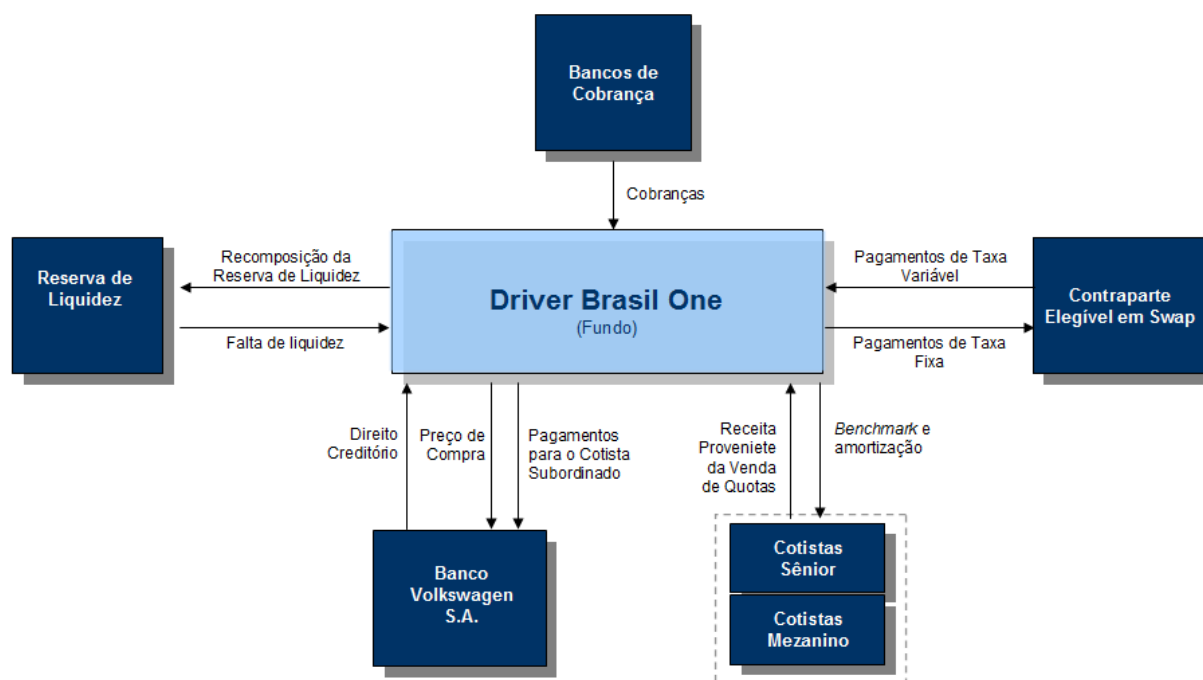 Bancos de
Cobrança
Cobranças
Reserva de
Liquidez
Recomposição da
Reserva de Liquidez
Falta de liquidez
Driver Brasil One
(Fundo)
Pagamentos de Taxa
Variável
Pagamentos de Taxa
Fixa
Contraparte
Elegível em Swap
Direito
Creditório
Preço de
Compra
Pagamentos
para o Cotista
Subordinado
Receita
Proveniete
da Venda
de Quotas
Benchmark e
amortização
Banco
Volkswagen
S.A.
Cotistas
Sênior
Cotistas
Mezanino